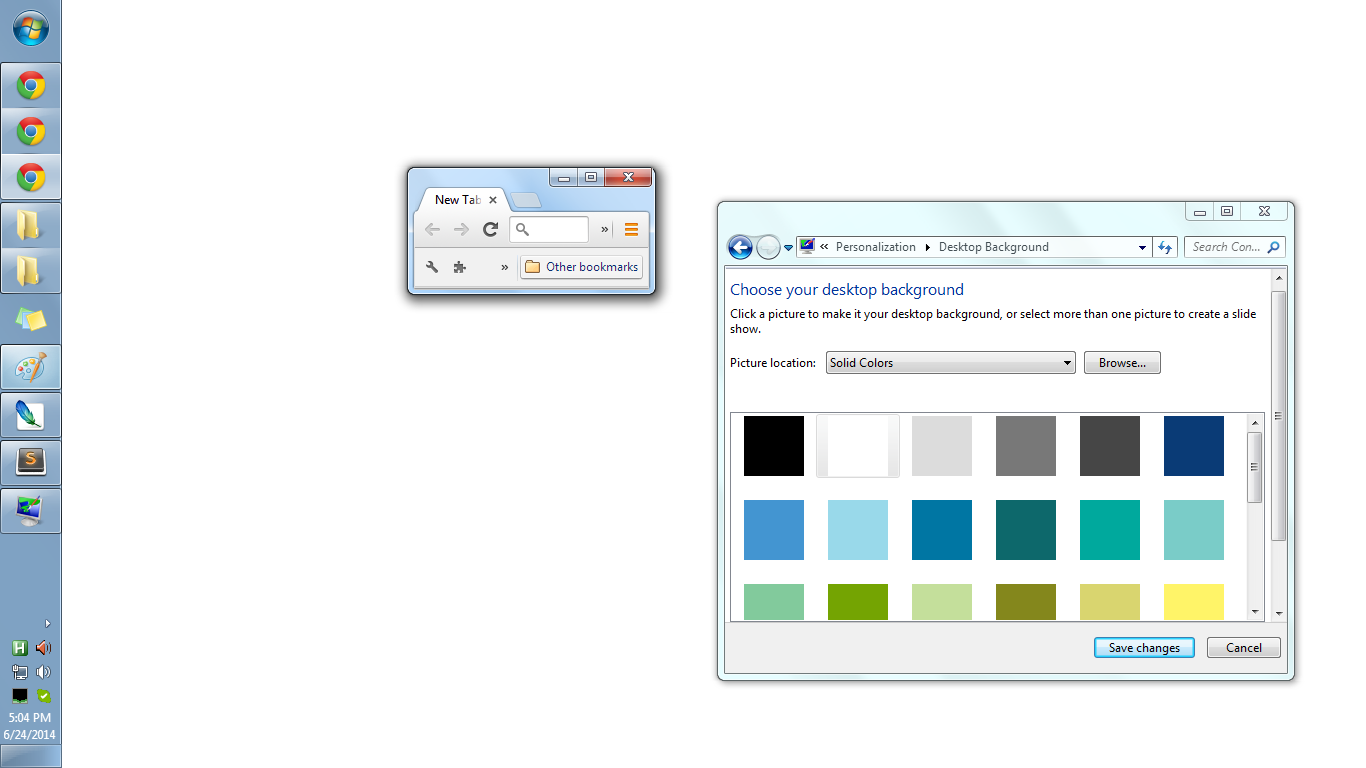 New Tab
»
»
Other bookmarks
« Personalization Desktop Background
Search Con...
Choose your desktop background
Click a picture to make it your desktop background, or select more than one picture to create a slide
show.
Picture location: Solid Colors Browse...
Save changes Cancel
S
H
5:04 PM
6/24/2014